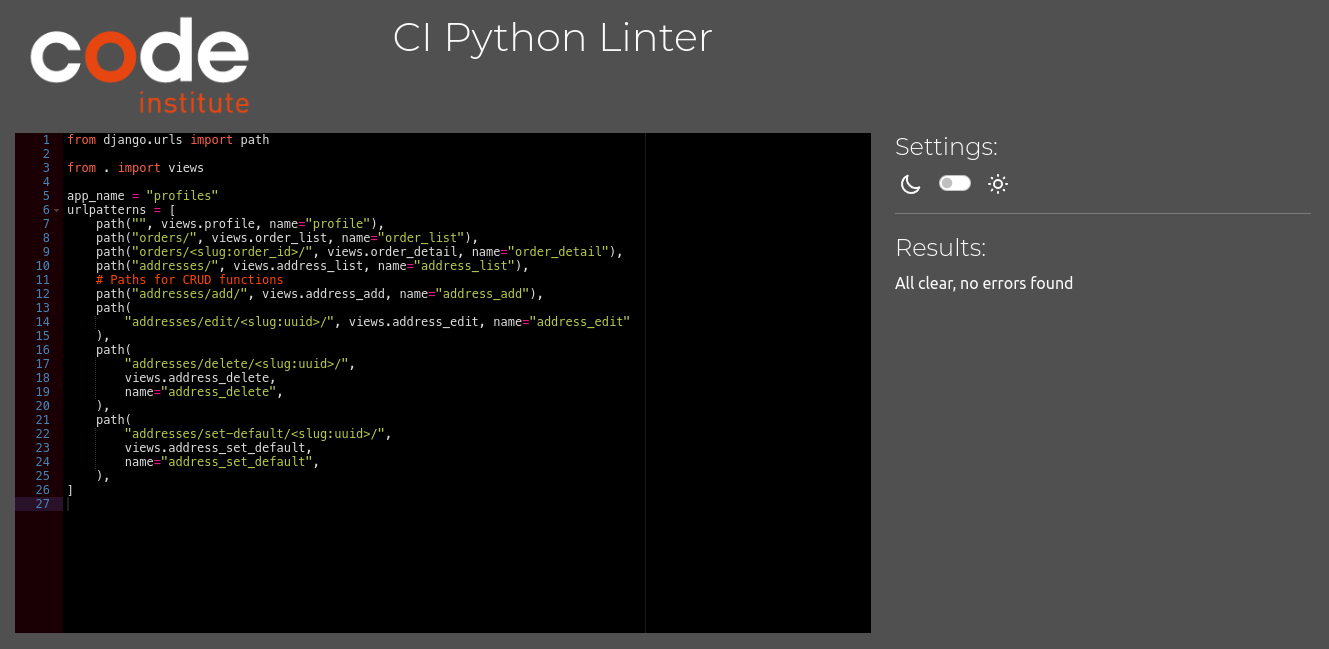 code
institute
CI Python Linter
1 from django.urls import path
2
3 from . import views
4
5 app_name = "profiles"
6 urlpatterns = [
7     path("", views.profile, name="profile"),
8     path("orders/", views.order_list, name="order_list"),
9     path("orders/<slug:order_id>/", views.order_detail, name="order_detail"),
10     path("addresses/", views.address_list, name="address_list"),
11     # Paths for CRUD functions
12     path("addresses/add/", views.address_add, name="address_add"),
13     path(
14         "addresses/edit/<slug:uuid>/", views.address_edit, name="address_edit"
15     ),
16     path(
17         "addresses/delete/<slug:uuid>/",
18         views.address_delete,
19         name="address_delete",
20     ),
21     path(
22         "addresses/set-default/<slug:uuid>/",
23         views.address_set_default,
24         name="address_set_default",
25     ),
26 ]
27
Settings:
Results:
All clear, no errors found